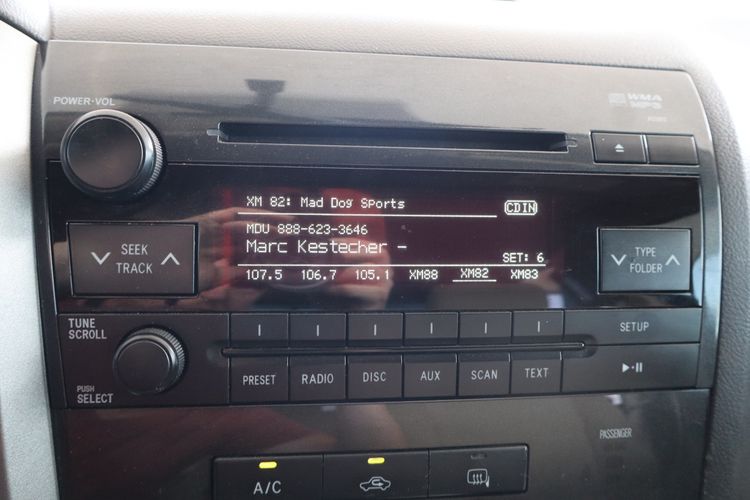 POWER·VOL
WMA
MP3
XM 82: Mad Dog Sports
CD IN
MDU 888-623-3646
Marc Kestecher -
SET: 6
107.5 106.7 105.1 XM88 XM82 XM83
SEEK
TRACK
TYPE
FOLDER
TUNE
SCROLL
PUSH
SELECT
SETUP
PRESET RADIO DISC AUX SCAN TEXT
PASSENGER
A/C